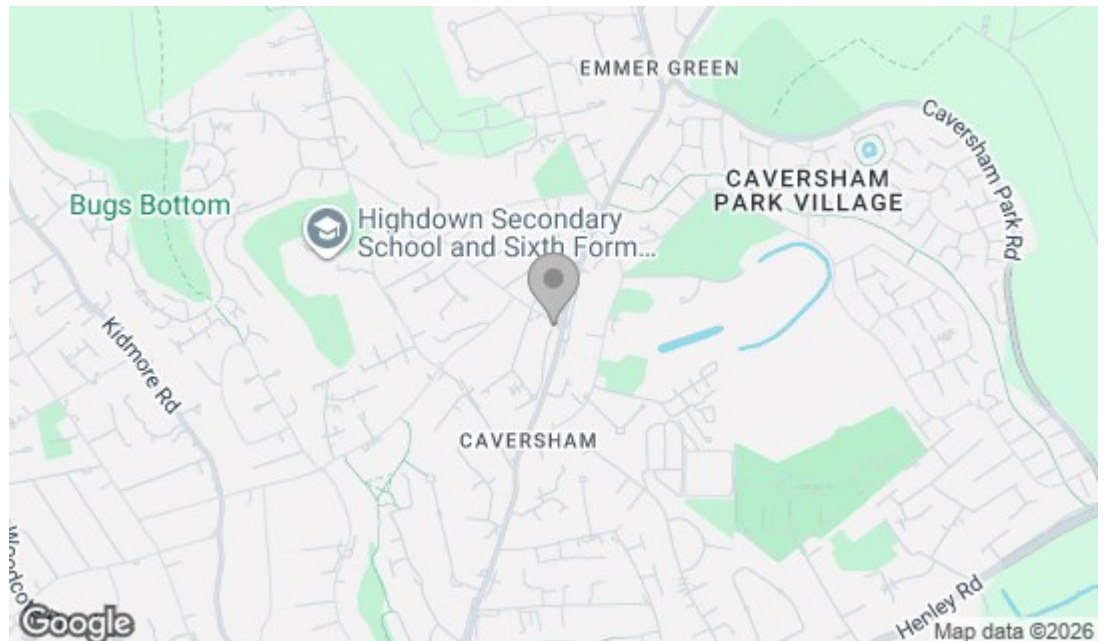 EMMER GREEN
Caversham Park Rd
CAVERSHAM
PARK VILLAGE
Bugs Bottom
Highdown Secondary
School and Sixth Form...
Kidmore Rd
CAVERSHAM
Henley Rd
Google
Map data ©2026